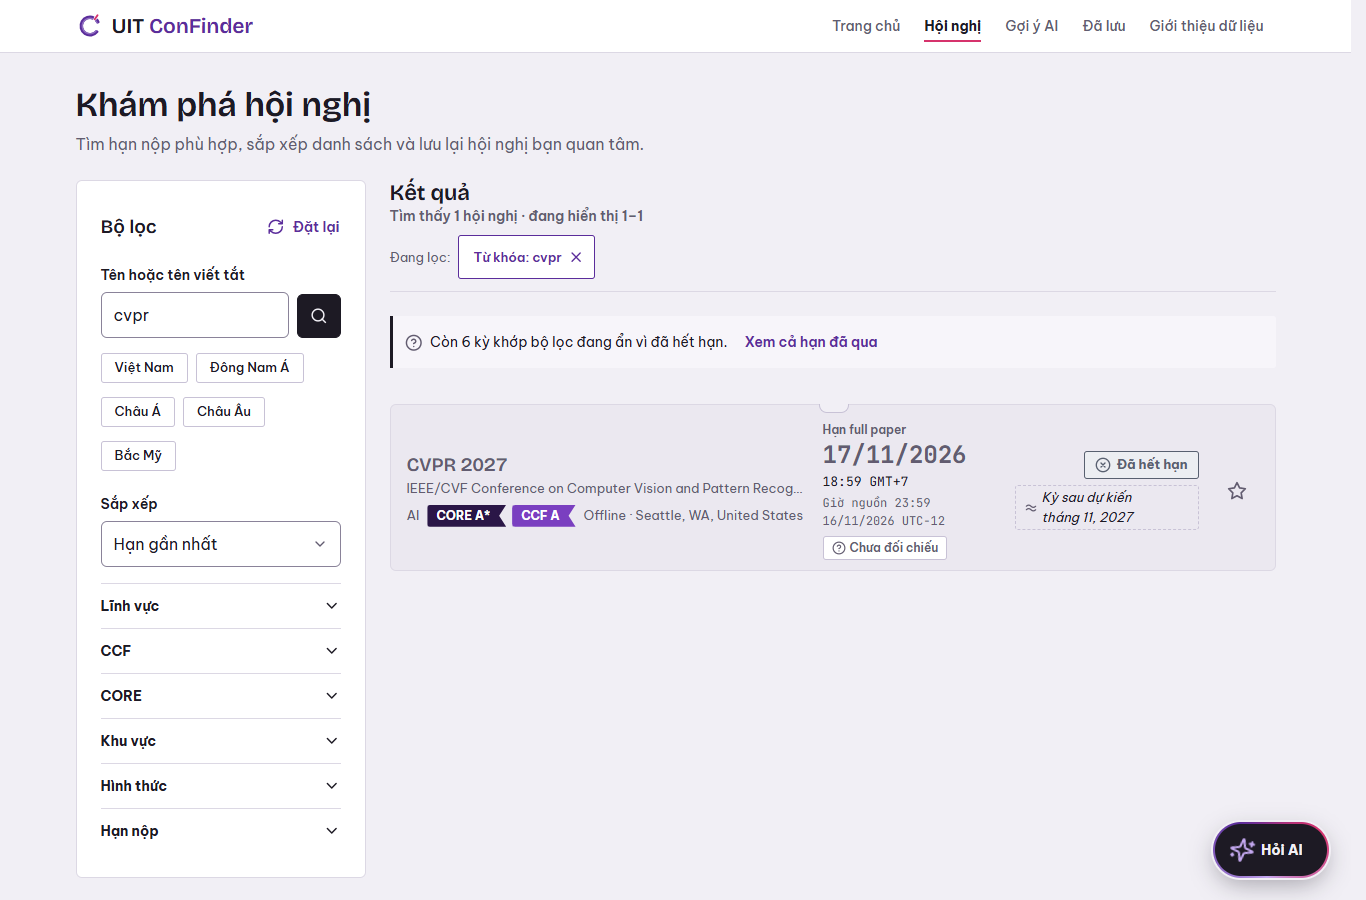 UIT ConFinder
Trang chủ
Hội nghị
Gợi ý AI
Đã lưu
Giới thiệu dữ liệu
Khám phá hội nghị
Tìm hạn nộp phù hợp, sắp xếp danh sách và lưu lại hội nghị bạn quan tâm.
Bộ lọc
Đặt lại
Tên hoặc tên viết tắt
cvpr
Việt Nam
Đông Nam Á
Châu Á
Châu Âu
Bắc Mỹ
Sắp xếp
Hạn gần nhất
Lĩnh vực
CCF
CORE
Khu vực
Hình thức
Hạn nộp
Kết quả
Tìm thấy 1 hội nghị · đang hiển thị 1–1
Đang lọc:
Từ khóa: cvpr
Còn 6 kỳ khớp bộ lọc đang ẩn vì đã hết hạn.
Xem cả hạn đã qua
CVPR 2027
IEEE/CVF Conference on Computer Vision and Pattern Recog...
AI
CORE A*
CCF A
Offline · Seattle, WA, United States
Hạn full paper
17/11/2026
18:59 GMT+7
Giờ nguồn 23:59
16/11/2026 UTC-12
Chưa đối chiếu
Đã hết hạn
≈ Kỳ sau dự kiến
tháng 11, 2027
Hỏi AI